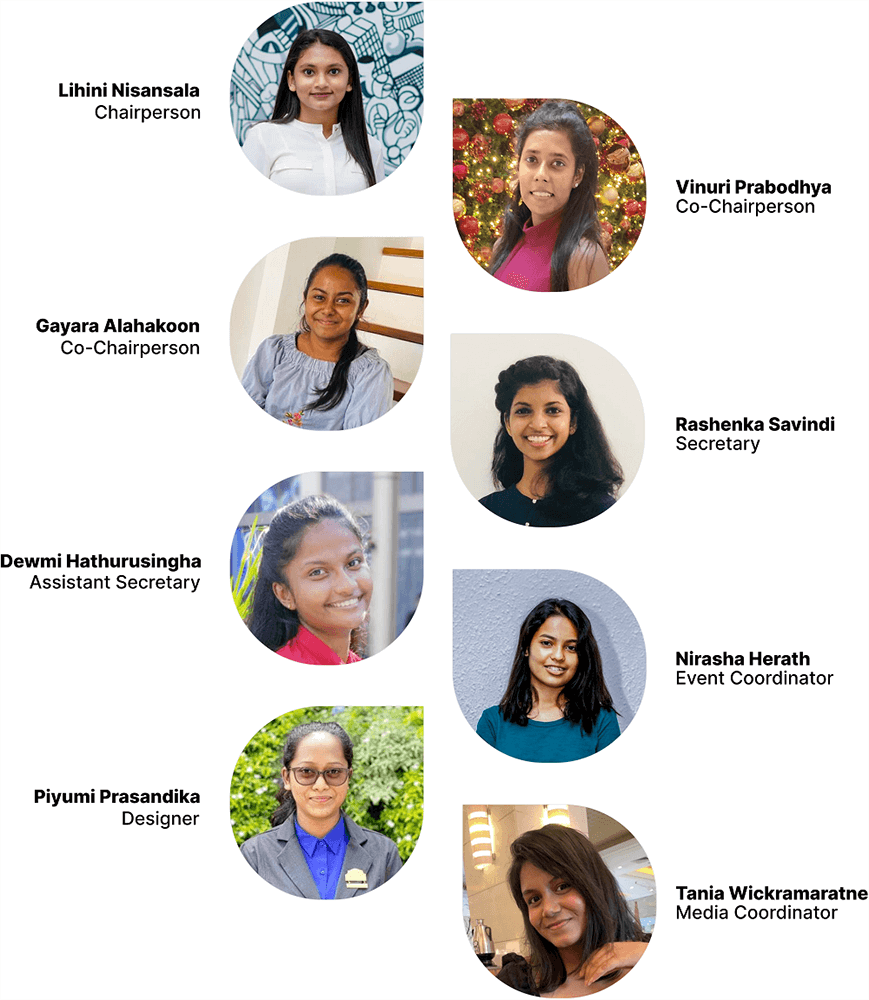 Lihini Nisansala
Chairperson
Vinuri Prabodhya
Co-Chairperson
Gayara Alahakoon
Co-Chairperson
Rashenka Savindi
Secretary
Dewmi Hathurusingha
Assistant Secretary
Nirasha Herath
Event Coordinator
Piyumi Prasandika
Designer
Tania Wickramaratne
Media Coordinator